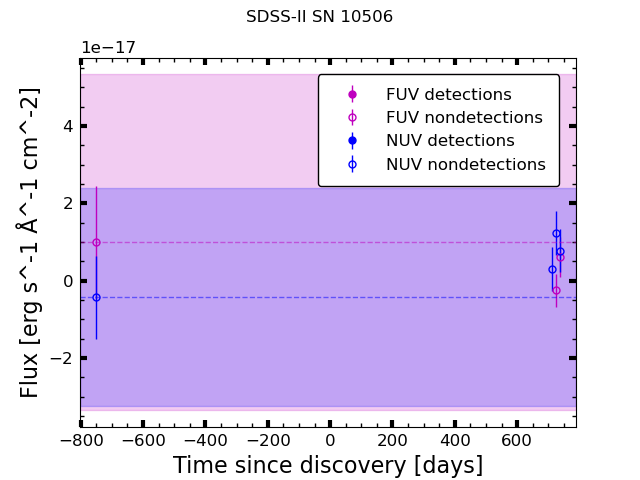 SDSS-II SN 10506
1e−17
FUV detections
FUV nondetections
NUV detections
NUV nondetections
4
2
0
−2
Flux [erg s^-1 Å^-1 cm^-2]
−800 −600 −400 −200 0 200 400 600
Time since discovery [days]